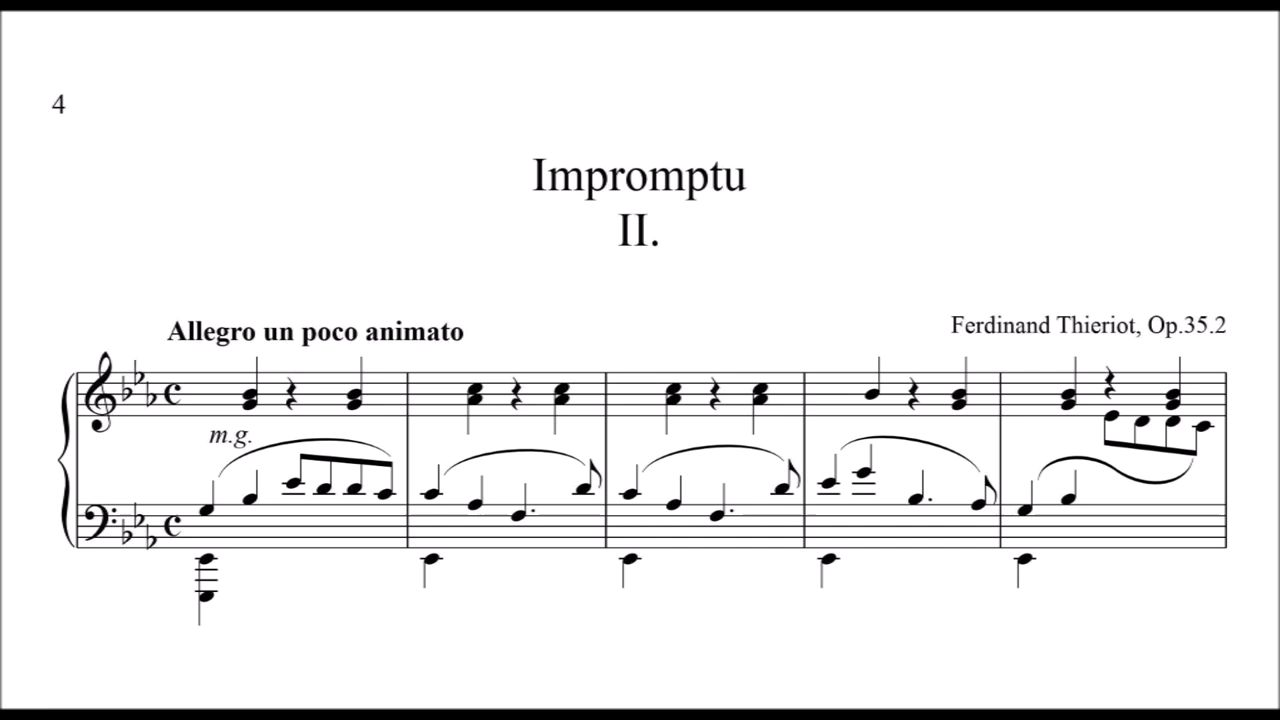 4
Impromptu
II.
Allegro un poco animato
Ferdinand Thieriot, Op.35.2
m.g.